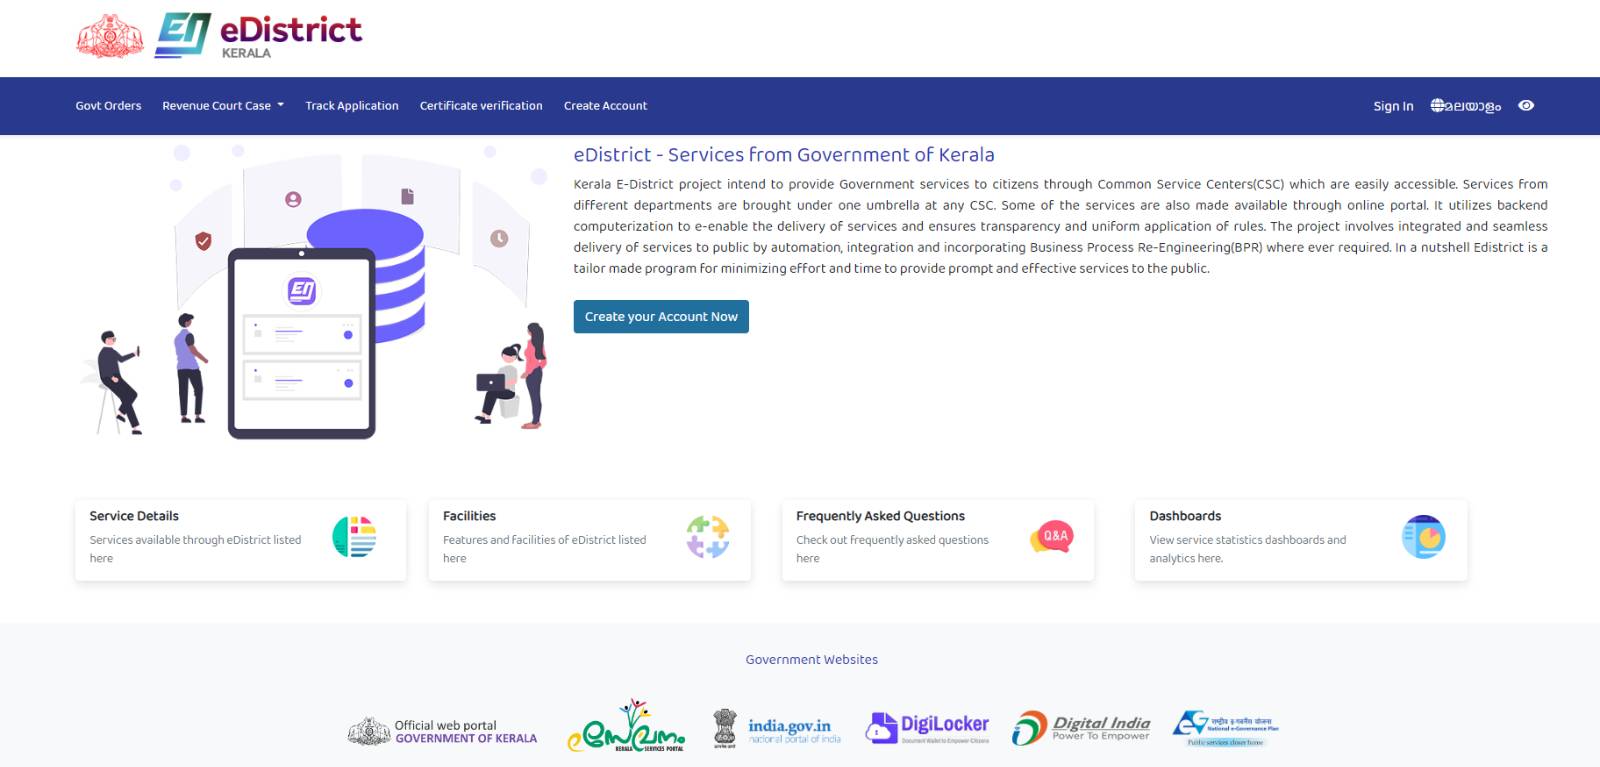 eDistrict
KERALA
Govt Orders
Revenue Court Case
Track Application
Certificate verification
Create Account
Sign In
മലയാളം
eDistrict - Services from Government of Kerala
Kerala E-District project intend to provide Government services to citizens through Common Service Centers(CSC) which are easily accessible. Services from
different departments are brought under one umbrella at any CSC. Some of the services are also made available through online portal. It utilizes backend
computerization to e-enable the delivery of services and ensures transparency and uniform application of rules. The project involves integrated and seamless
delivery of services to public by automation, integration and incorporating Business Process Re-Engineering(BPR) where ever required. In a nutshell Edistrict is a
tailor made program for minimizing effort and time to provide prompt and effective services to the public.
Create your Account Now
Service Details
Services available through eDistrict listed
here
Facilities
Features and facilities of eDistrict listed
here
Frequently Asked Questions
Check out frequently asked questions
here
Q&A
Dashboards
View service statistics dashboards and
analytics here.
Government Websites
Official web portal
GOVERNMENT OF KERALA
KERALA SERVICES PORTAL
india.gov.in
national portal of india
DigiLocker
Document Wallet to Empower Citizens
Digital India
Power To Empower
राष्ट्रीय ई-गवर्नेंस योजना
National e-Governance Plan
Public services closer home